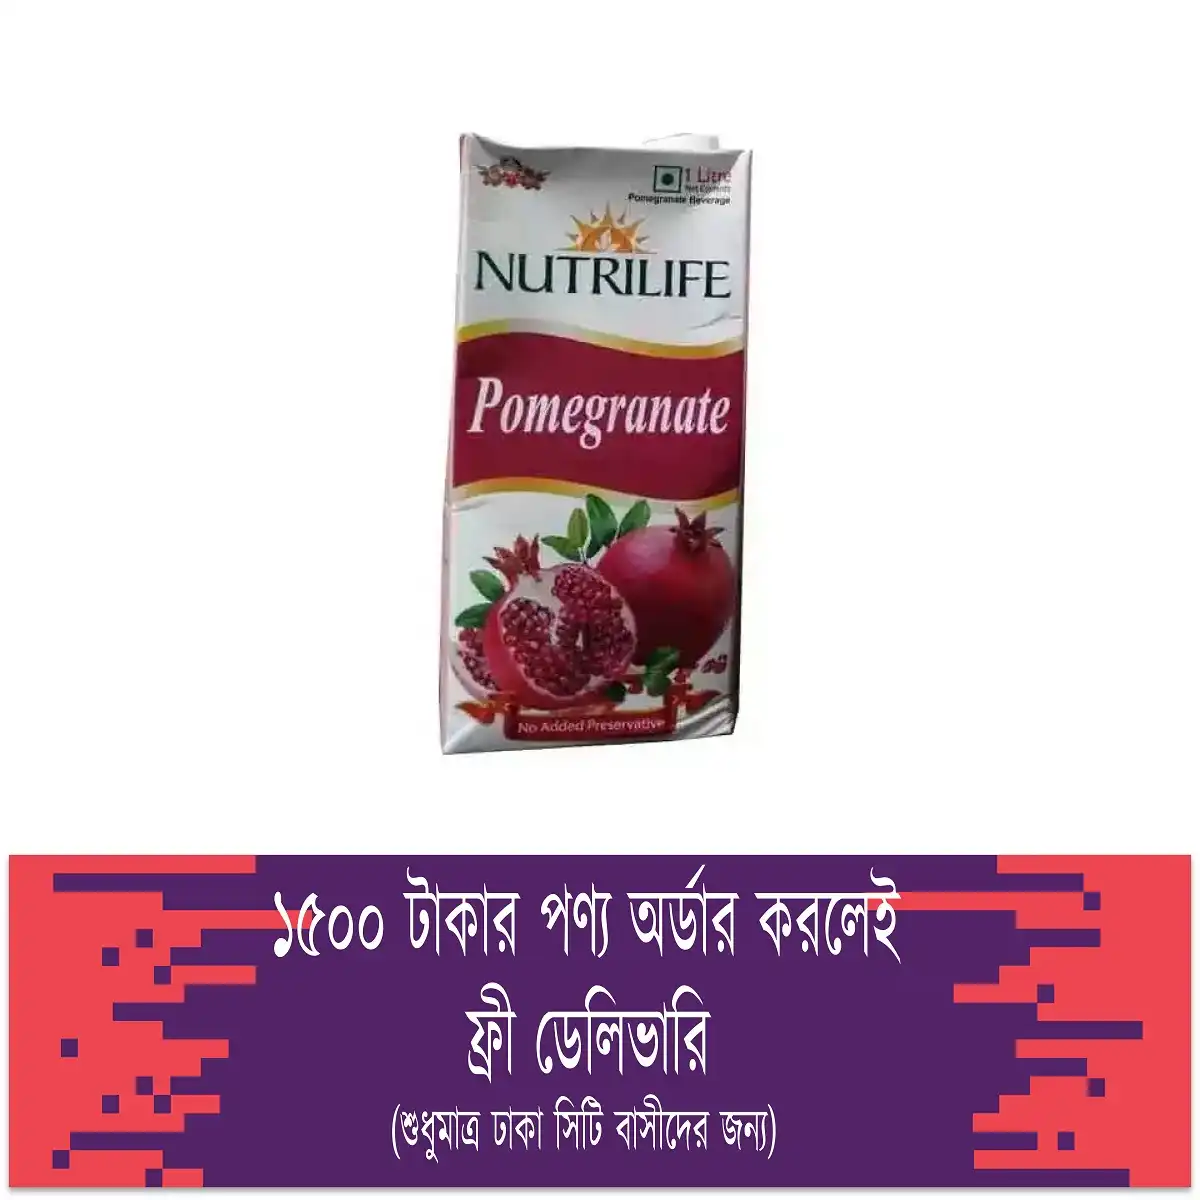 1 Litre
Net Contents
Pomegranate Beverage
NUTRILIFE
Pomegranate
No Added Preservative
১৫০০ টাকার পণ্য অর্ডার করলেই
ফ্রী ডেলিভারি
(শুধুমাত্র ঢাকা সিটি বাসীদের জন্য)